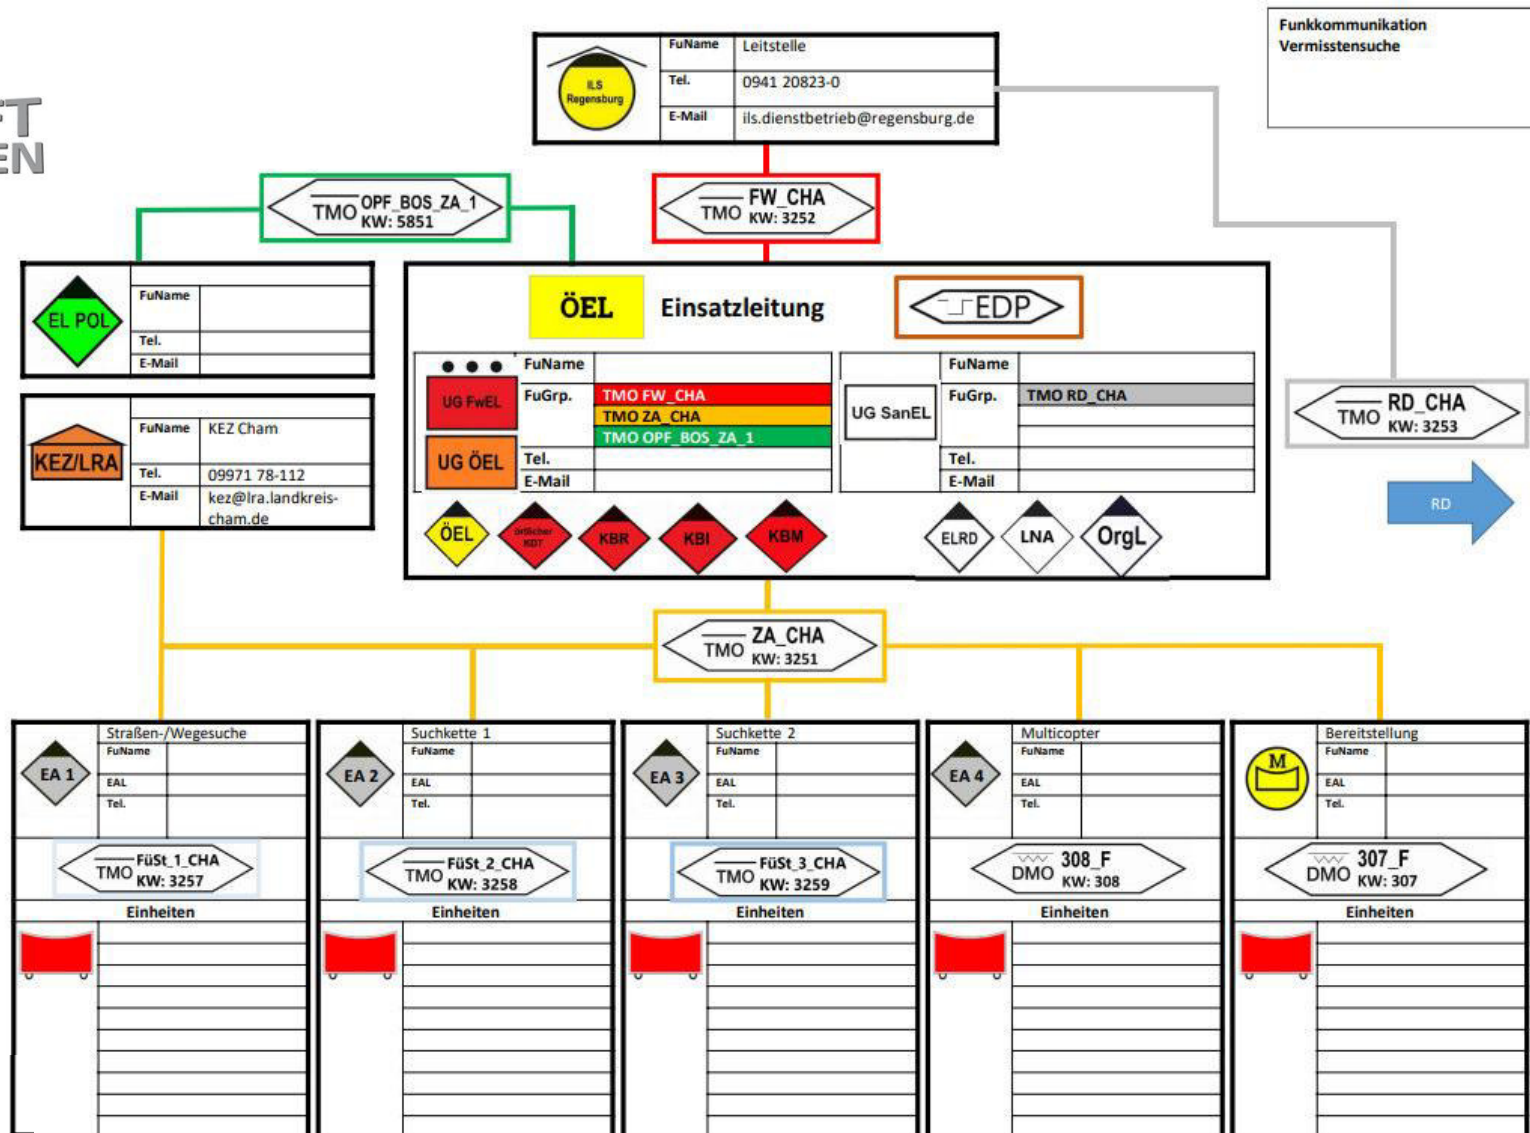 Funkkommunikation
Vermisstensuche
FT
EN
ILS
Regensburg
FuName Leitstelle
Tel. 0941 20823-0
E-Mail ils.dienstbetrieb@regensburg.de
TMO OPF_BOS_ZA_1
KW: 5851
TMO FW_CHA
KW: 3252
EL POL
FuName
Tel.
E-Mail
KEZ/LRA
FuName KEZ Cham
Tel. 09971 78-112
E-Mail kez@lra.landkreis-
cham.de
ÖEL Einsatzleitung EDP
UG FwEL
UG ÖEL
FuName
FuGrp. TMO FW_CHA
TMO ZA_CHA
TMO OPF_BOS_ZA_1
Tel.
E-Mail
UG SanEL
FuName
FuGrp. TMO RD_CHA
Tel.
E-Mail
ÖEL
örtlicher
KDT
KBR
KBI
KBM
ELRD
LNA
OrgL
TMO RD_CHA
KW: 3253
RD
TMO ZA_CHA
KW: 3251
EA 1
Straßen-/Wegesuche
FuName
EAL
Tel.
TMO FüSt_1_CHA
KW: 3257
Einheiten
EA 2
Suchkette 1
FuName
EAL
Tel.
TMO FüSt_2_CHA
KW: 3258
Einheiten
EA 3
Suchkette 2
FuName
EAL
Tel.
TMO FüSt_3_CHA
KW: 3259
Einheiten
EA 4
Multicopter
FuName
EAL
Tel.
DMO 308_F
KW: 308
Einheiten
M
Bereitstellung
FuName
EAL
Tel.
DMO 307_F
KW: 307
Einheiten